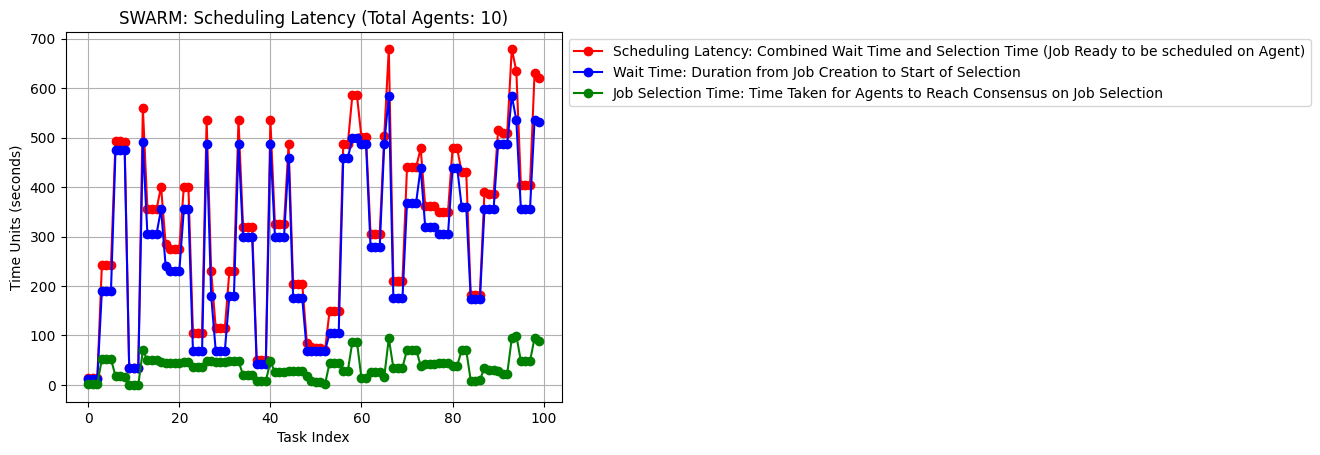 SWARM: Scheduling Latency (Total Agents: 10)
Scheduling Latency: Combined Wait Time and Selection Time (Job Ready to be scheduled on Agent)
Wait Time: Duration from Job Creation to Start of Selection
Job Selection Time: Time Taken for Agents to Reach Consensus on Job Selection
Time Units (seconds)
700
600
500
400
300
200
100
0
0 20 40 60 80 100
Task Index